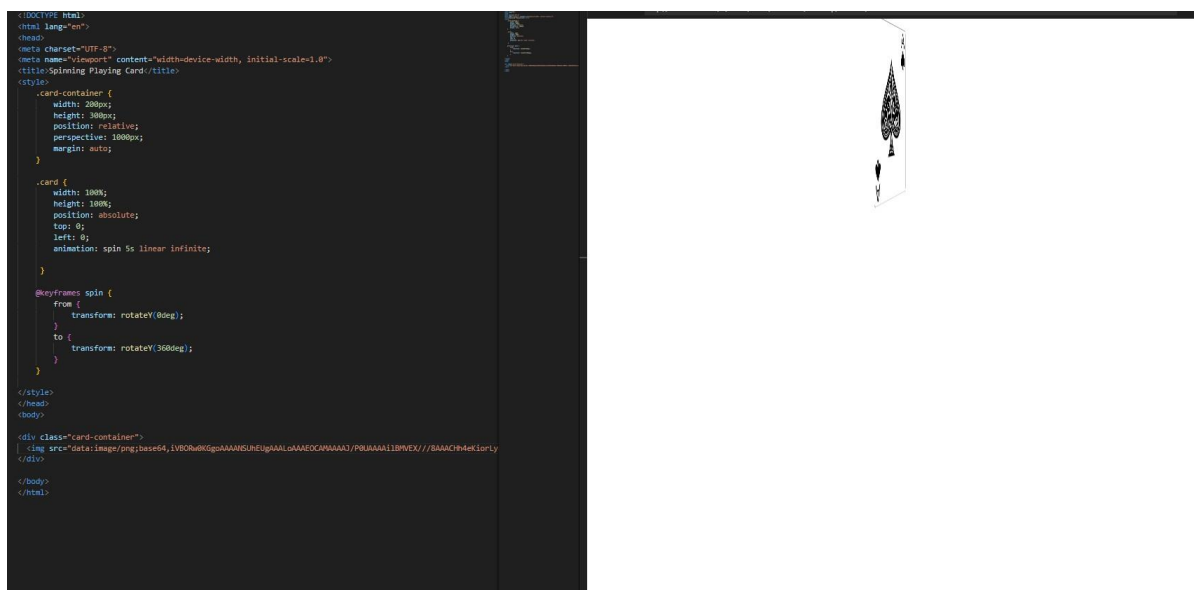 <!DOCTYPE html>
<html lang="en">
<head>
<meta charset="UTF-8">
<meta name="viewport" content="width=device-width, initial-scale=1.0">
<title>Spinning Playing Card</title>
<style>
.card-container {
width: 200px;
height: 300px;
position: relative;
perspective: 1000px;
margin: auto;
}
.card {
width: 100%;
height: 100%;
position: absolute;
top: 0;
left: 0;
animation: spin 5s linear infinite;
}
@keyframes spin {
from {
transform: rotateY(0deg);
}
to {
transform: rotateY(360deg);
}
}
</style>
</head>
<body>
<div class="card-container">
<img src="data:image/png;base64,
</div>
</body>
</html>
A
A